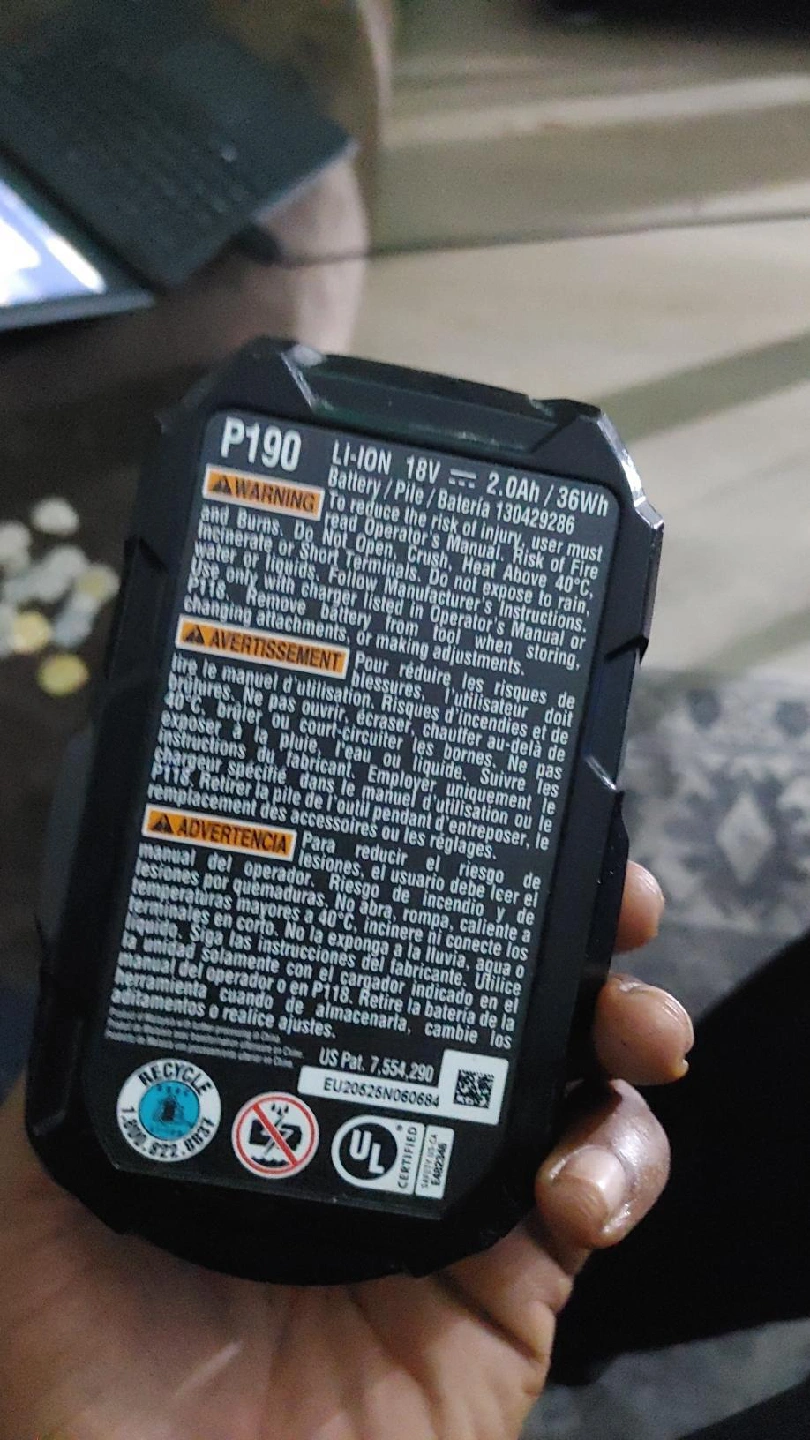 P190 LI-ION 18V ⎓ 2.0Ah / 36Wh
Battery / Pile / Batería 130429286
WARNING To reduce the risk of injury, user must
read Operator's Manual. Risk of Fire
and Burns. Do Not Open, Crush, Heat Above 40°C,
incinerate or Short Terminals. Do not expose to rain,
water or liquids. Follow Manufacturer's Instructions.
Use only with charger listed in Operator's Manual or
P118. Remove battery from tool when storing,
changing attachments, or making adjustments.
AVERTISSEMENT Pour réduire les risques de
blessures, l'utilisateur doit
lire le manuel d'utilisation. Risques d'incendies et de
brûlures. Ne pas ouvrir, écraser, chauffer au-delà de
40°C, brûler ou court-circuiter les bornes. Ne pas
exposer à la pluie, l'eau ou liquide. Suivre les
instructions du fabricant. Employer uniquement le
chargeur spécifié dans le manuel d'utilisation ou le
P118. Retirer la pile de l'outil pendant d'entreposer, le
remplacement des accessoires ou les réglages.
ADVERTENCIA Para reducir el riesgo de
lesiones, el usuario debe leer el
manual del operador. Riesgo de incendio y de
lesiones por quemaduras. No abra, rompa, caliente a
temperaturas mayores a 40°C, incinere ni conecte los
terminales en corto. No la exponga a la lluvia, agua o
líquido. Siga las instrucciones del fabricante. Utilice
la unidad solamente con el cargador indicado en el
manual del operador o en P118. Retire la batería de la
herramiento cuando de almacenarla, cambie los
aditamentos o realice ajustes.
US Pat. 7,554,290
EU20525N060684
RECYCLE
1.800.822.8837
UL
CERTIFIED
SAFETY US-CA